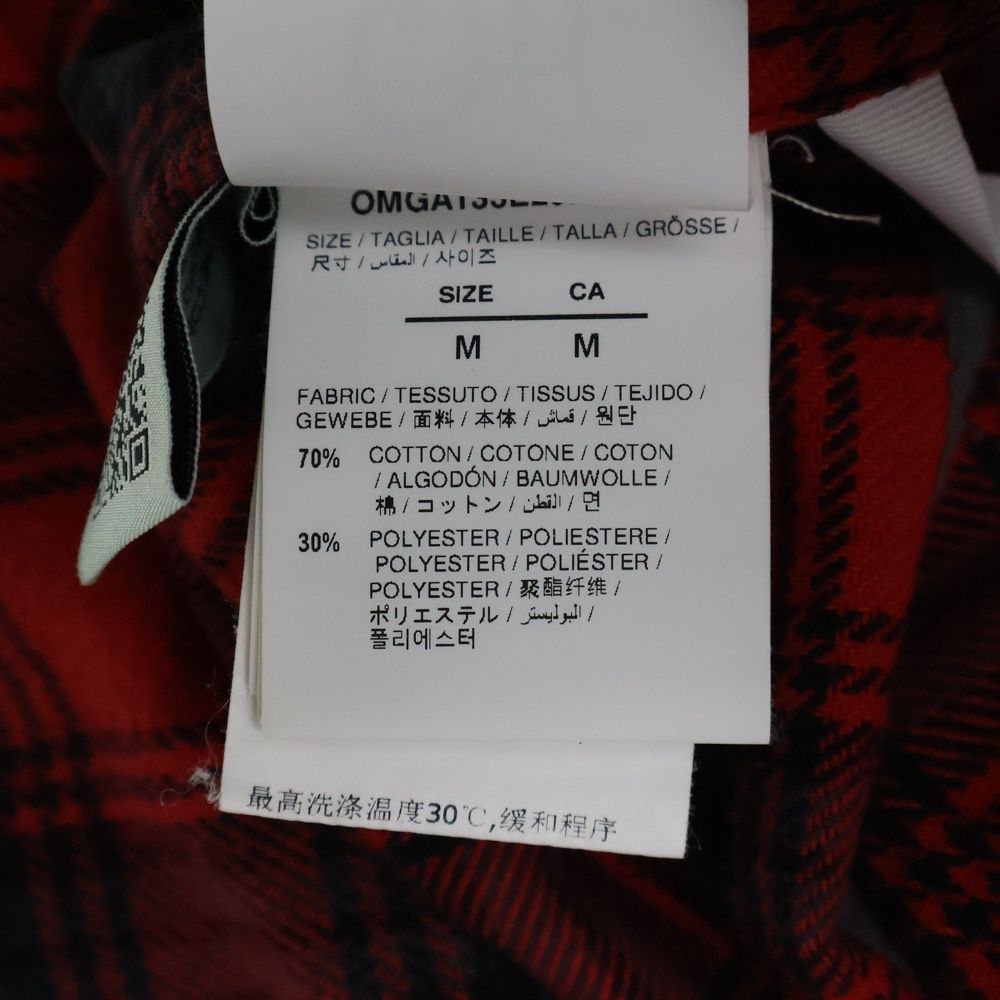 SIZE / TAGLIA / TAILLE / TALLA / GRÖSSE /
尺寸 / المقاس / 사이즈
SIZE CA
M M
FABRIC / TESSUTO / TISSUS / TEJIDO /
GEWEBE / 面料 / 本体 / قماش / 원단
70% COTTON / COTONE / COTON
/ ALGODÓN / BAUMWOLLE /
棉 / コットン / القطن / 면
30% POLYESTER / POLIESTERE /
POLYESTER / POLIÉSTER /
POLYESTER / 聚酯纤维 /
ポリエステル / البوليستر /
폴리에스터
最高洗涤温度30℃,缓和程序